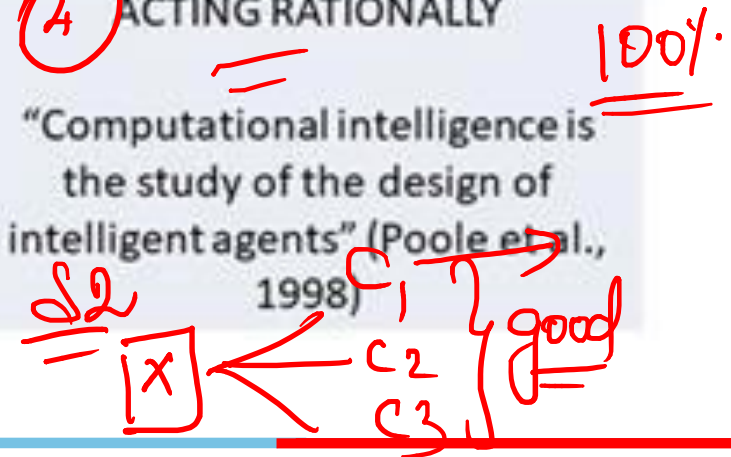 4 ACTING RATIONALLY
100%
“Computational intelligence is
the study of the design of
intelligent agents” (Poole et al.,
1998)
S2
C1
X
C2
good
C3